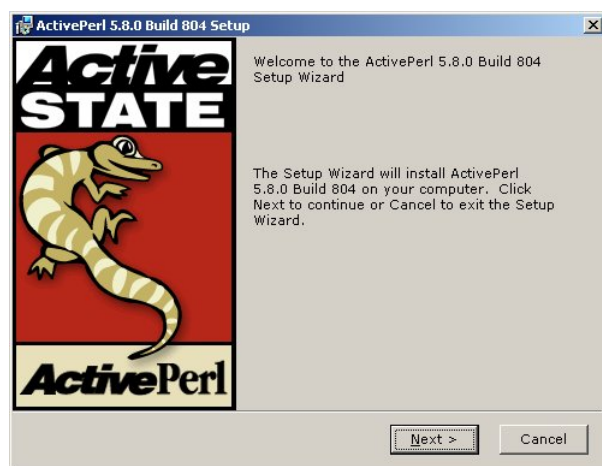 ActivePerl 5.8.0 Build 804 Setup
Active
STATE
ActivePerl
Welcome to the ActivePerl 5.8.0 Build 804
Setup Wizard
The Setup Wizard will install ActivePerl
5.8.0 Build 804 on your computer. Click
Next to continue or Cancel to exit the Setup
Wizard.
Next >
Cancel